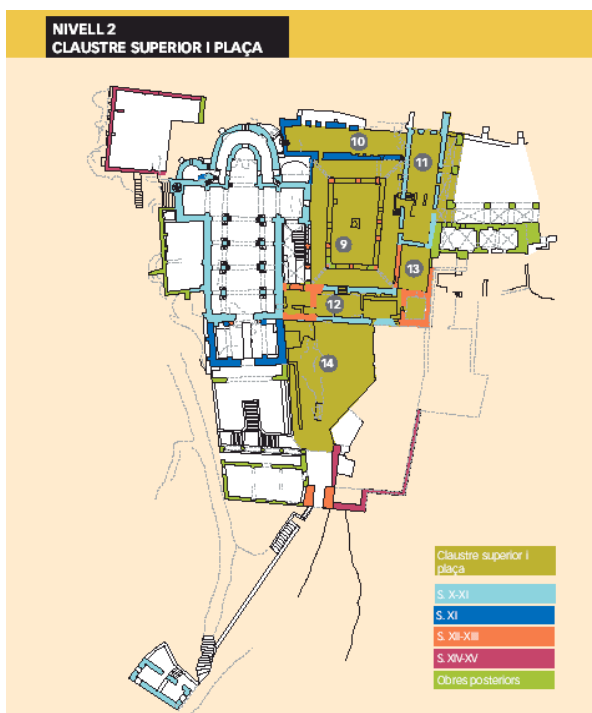 NIVELL 2
CLAUSTRE SUPERIOR I PLAÇA
10
11
9
13
12
14
Claustre superior i
plaça
S. X-XI
S. XI
S. XII-XIII
S. XIV-XV
Obres posteriors